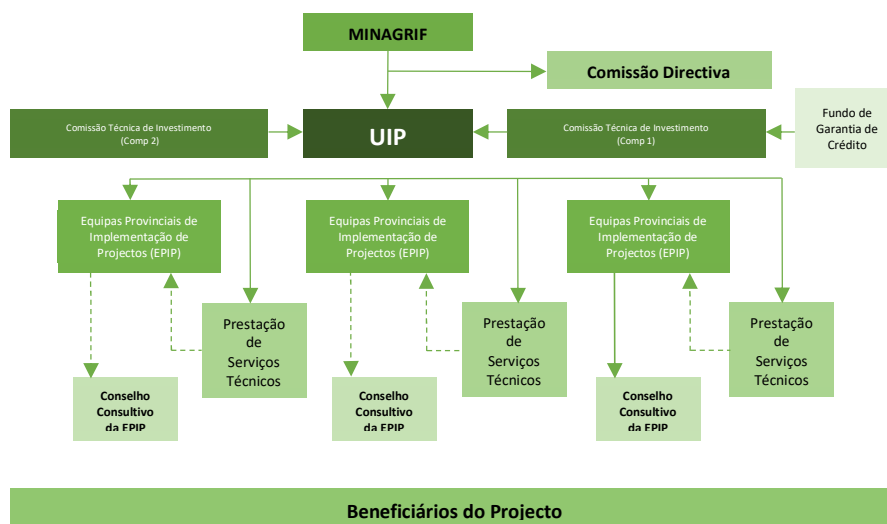 MINAGRIF
Comissão Directiva
Comissão Técnica de Investimento
(Comp 2)
UIP
Comissão Técnica de Investimento
(Comp 1)
Fundo de
Garantia de
Crédito
Equipas Provinciais de
Implementação de
Projectos (EPIP)
Equipas Provinciais de
Implementação de
Projectos (EPIP)
Equipas Provinciais de
Implementação de
Projectos (EPIP)
Prestação
de
Serviços
Técnicos
Prestação
de
Serviços
Técnicos
Prestação
de
Serviços
Técnicos
Conselho
Consultivo
da EPIP
Conselho
Consultivo
da EPIP
Conselho
Consultivo
da EPIP
Beneficiários do Projecto